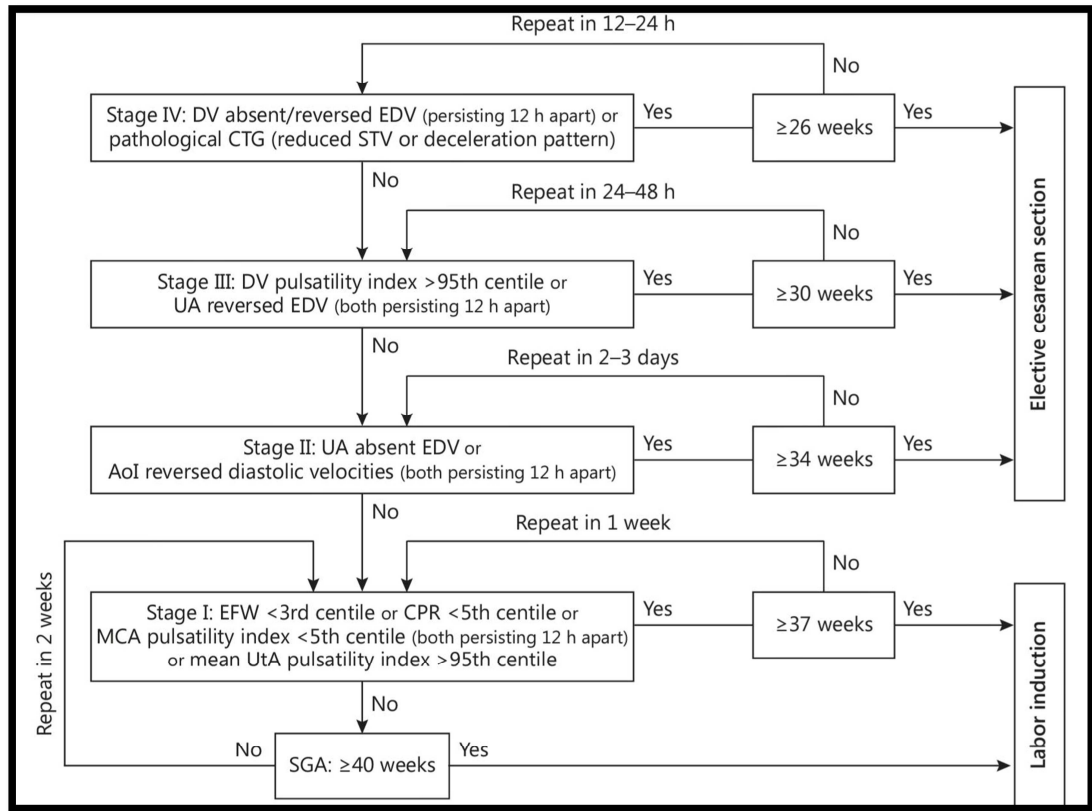 Repeat in 12–24 h
No
Stage IV: DV absent/reversed EDV (persisting 12 h apart) or
pathological CTG (reduced STV or deceleration pattern)
Yes
≥26 weeks
Yes
No
Repeat in 24–48 h
No
Stage III: DV pulsatility index >95th centile or
UA reversed EDV (both persisting 12 h apart)
Yes
≥30 weeks
Yes
Elective cesarean section
No
Repeat in 2–3 days
No
Stage II: UA absent EDV or
AoI reversed diastolic velocities (both persisting 12 h apart)
Yes
≥34 weeks
Yes
No
Repeat in 1 week
No
Repeat in 2 weeks
Stage I: EFW <3rd centile or CPR <5th centile or
MCA pulsatility index <5th centile (both persisting 12 h apart)
or mean UtA pulsatility index >95th centile
Yes
≥37 weeks
Yes
Labor induction
No
No
SGA: ≥40 weeks
Yes